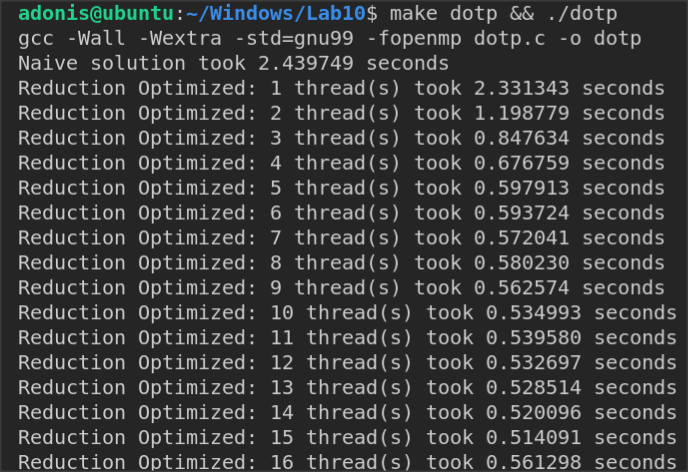 adonis@ubuntu:~/Windows/Lab10$ make dotp && ./dotp
gcc -Wall -Wextra -std=gnu99 -fopenmp dotp.c -o dotp
Naive solution took 2.439749 seconds
Reduction Optimized: 1 thread(s) took 2.331343 seconds
Reduction Optimized: 2 thread(s) took 1.198779 seconds
Reduction Optimized: 3 thread(s) took 0.847634 seconds
Reduction Optimized: 4 thread(s) took 0.676759 seconds
Reduction Optimized: 5 thread(s) took 0.597913 seconds
Reduction Optimized: 6 thread(s) took 0.593724 seconds
Reduction Optimized: 7 thread(s) took 0.572041 seconds
Reduction Optimized: 8 thread(s) took 0.580230 seconds
Reduction Optimized: 9 thread(s) took 0.562574 seconds
Reduction Optimized: 10 thread(s) took 0.534993 seconds
Reduction Optimized: 11 thread(s) took 0.539580 seconds
Reduction Optimized: 12 thread(s) took 0.532697 seconds
Reduction Optimized: 13 thread(s) took 0.528514 seconds
Reduction Optimized: 14 thread(s) took 0.520096 seconds
Reduction Optimized: 15 thread(s) took 0.514091 seconds
Reduction Optimized: 16 thread(s) took 0.561298 seconds